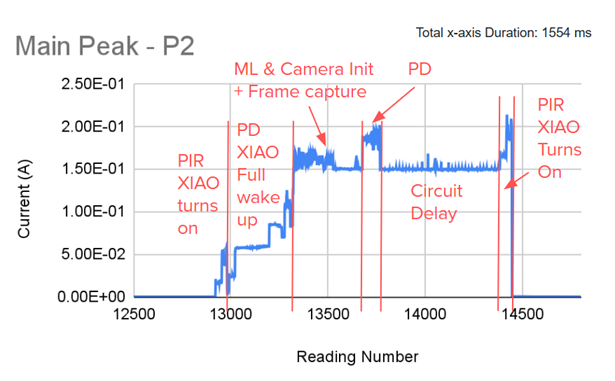 Total x-axis Duration: 1554 ms
Main Peak - P2
ML & Camera Init
+ Frame capture
PD
PIR
XIAO
Turns
On
PD
XIAO
Full
wake
up
PIR
XIAO
turns
on
Circuit
Delay
2.50E-01
2.00E-01
1.50E-01
1.00E-01
5.00E-02
0.00E+00
Current (A)
12500
13000
13500
14000
14500
Reading Number